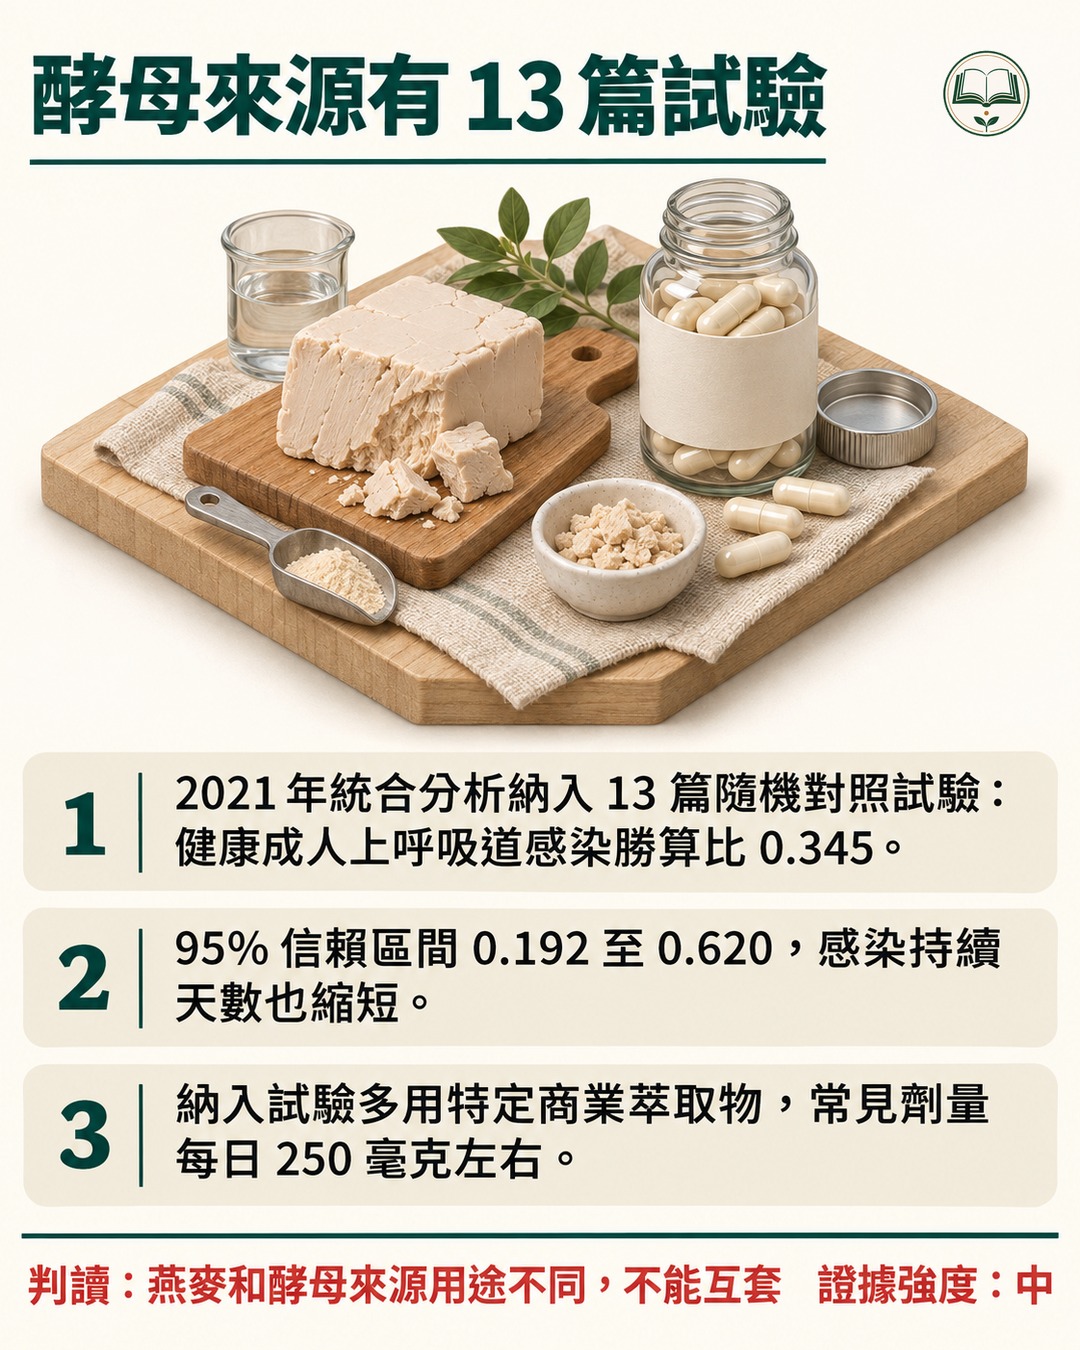 酵母來源有 13 篇試驗
1
2021 年統合分析納入 13 篇隨機對照試驗：
健康成人上呼吸道感染勝算比 0.345。
2
95% 信賴區間 0.192 至 0.620，感染持續
天數也縮短。
3
納入試驗多用特定商業萃取物，常見劑量
每日 250 毫克左右。
判讀：燕麥和酵母來源用途不同，不能互套　證據強度：中